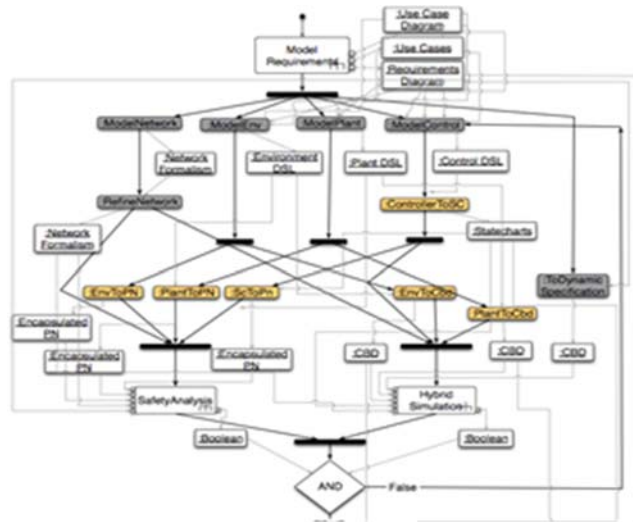 :Use Case
Diagram
Model
Requirements
:Use Cases
:Requirements
Diagram
:ModelNetwork
:ModelEnv
:ModelPlant
:ModelControl
:Network
Formalism
:Environment
DSL
:Plant DSL
:Control DSL
:RefineNetwork
:ControllerToSC
:Network
Formalism
:Statecharts
:ToDynamic
Specification
:EnvToPN
:PlantToPN
:ScToPn
:EnvToCbd
:PlantToCbd
Encapsulated
PN
Encapsulated
PN
Encapsulated
PN
:CBD
:CBD
:CBD
:SafetyAnalysis
Hybrid
Simulation
:Boolean
:Boolean
AND
False